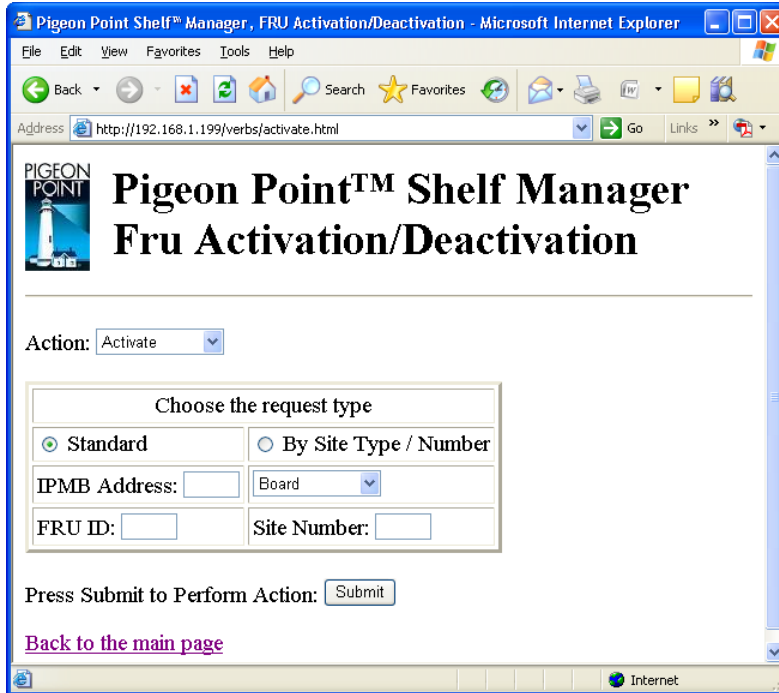 Pigeon Point Shelf™ Manager, FRU Activation/Deactivation - Microsoft Internet Explorer
File Edit View Favorites Tools Help
Back Search Favorites
Address http://192.168.1.199/verbs/activate.html Go Links »
PIGEON
POINT
Pigeon Point™ Shelf Manager
Fru Activation/Deactivation
Action: Activate
Choose the request type
Standard By Site Type / Number
IPMB Address: Board
FRU ID: Site Number:
Press Submit to Perform Action: Submit
Back to the main page
Internet